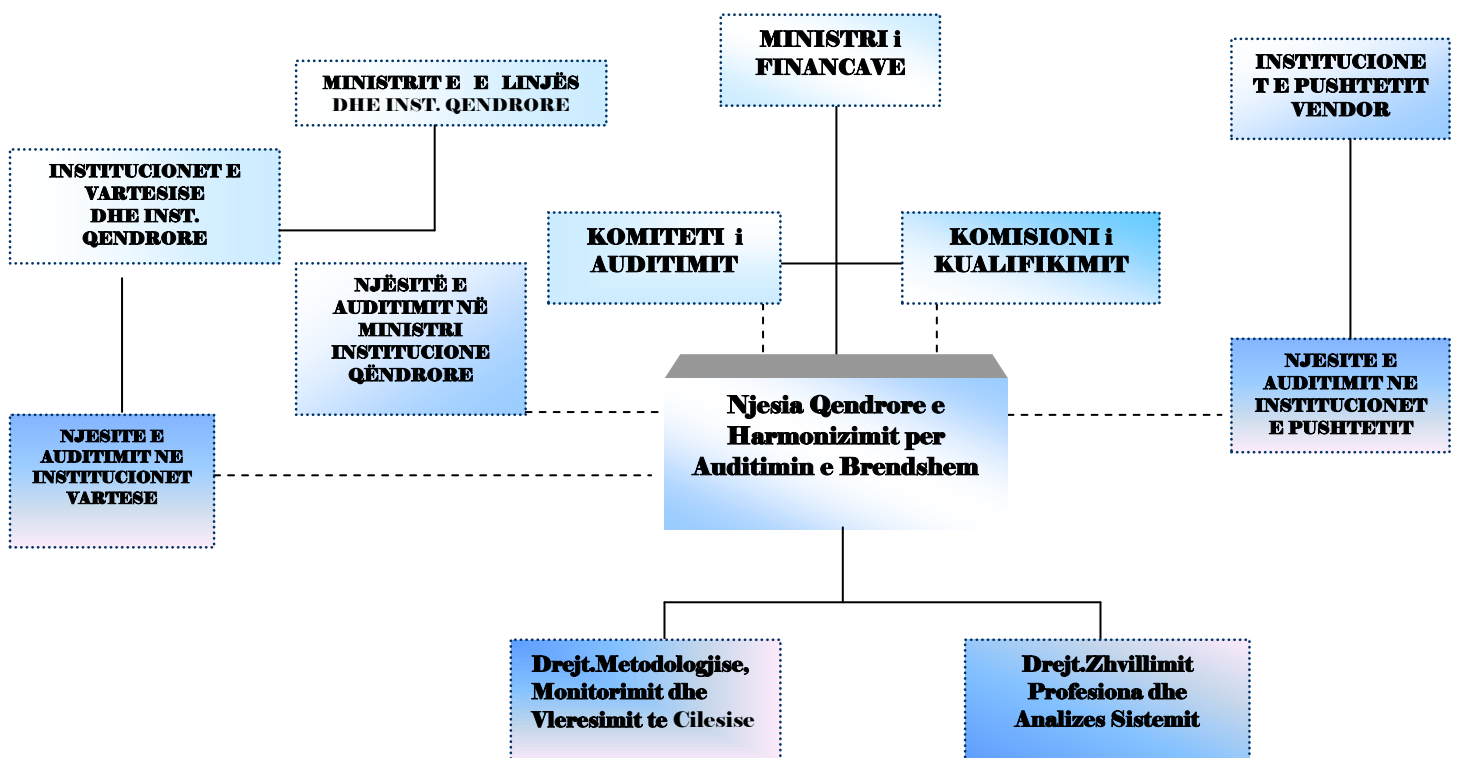 MINISTRI i
FINANCAVE
MINISTRIT E E LINJËS
DHE INST. QENDRORE
INSTITUCIONE
T E PUSHTETIT
VENDOR
INSTITUCIONET E
VARTESISE
DHE INST.
QENDRORE
KOMITETI i
AUDITIMIT
KOMISIONI i
KUALIFIKIMIT
NJËSITË E
AUDITIMIT NË
MINISTRI
INSTITUCIONE
QËNDRORE
NJESITE E
AUDITIMIT NE
INSTITUCIONET
E PUSHTETIT
Njesia Qendrore e
Harmonizimit per
Auditimin e Brendshem
NJESITE E
AUDITIMIT NE
INSTITUCIONET
VARTESE
Drejt.Metodologjise,
Monitorimit dhe
Vleresimit te Cilesise
Drejt.Zhvillimit
Profesiona dhe
Analizes Sistemit